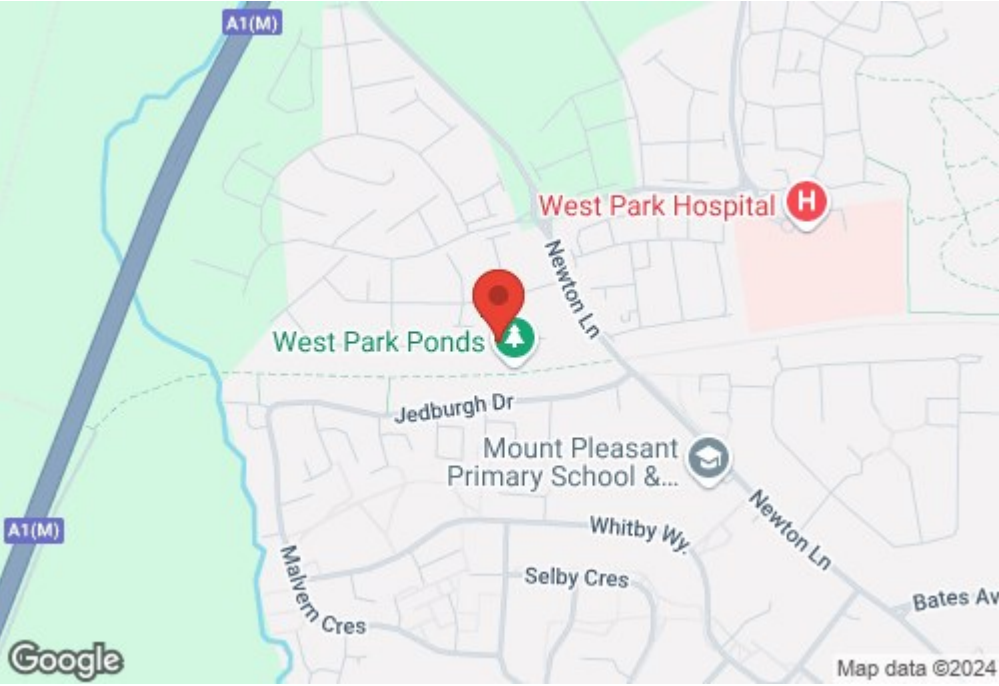 A1(M)
West Park Hospital
H
Newton Ln
West Park Ponds
Jedburgh Dr
Mount Pleasant
Primary School &...
Newton Ln
A1(M)
Whitby Wy.
Malvern Cres
Selby Cres
Bates Av
Google
Map data ©2024